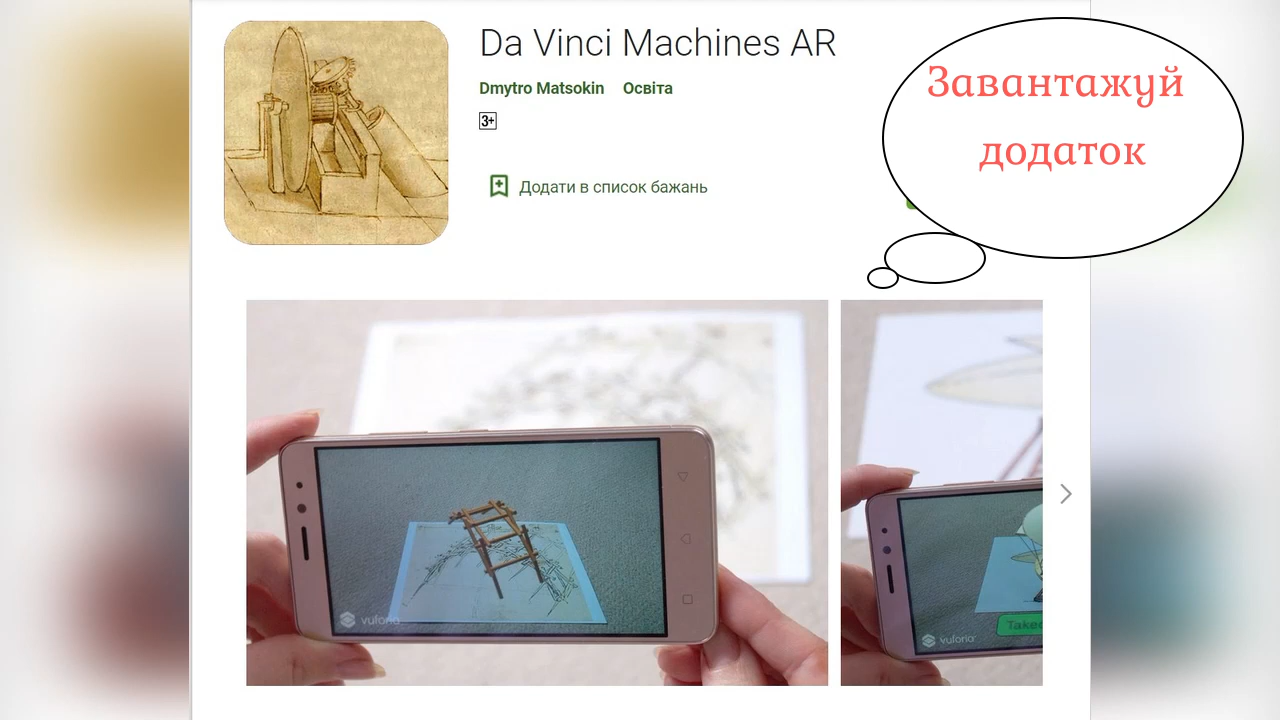 Da Vinci Machines AR
Dmytro Matsokin Освіта
3+
Додати в список бажань
Завантажуй
додаток
vuforia
vuforia